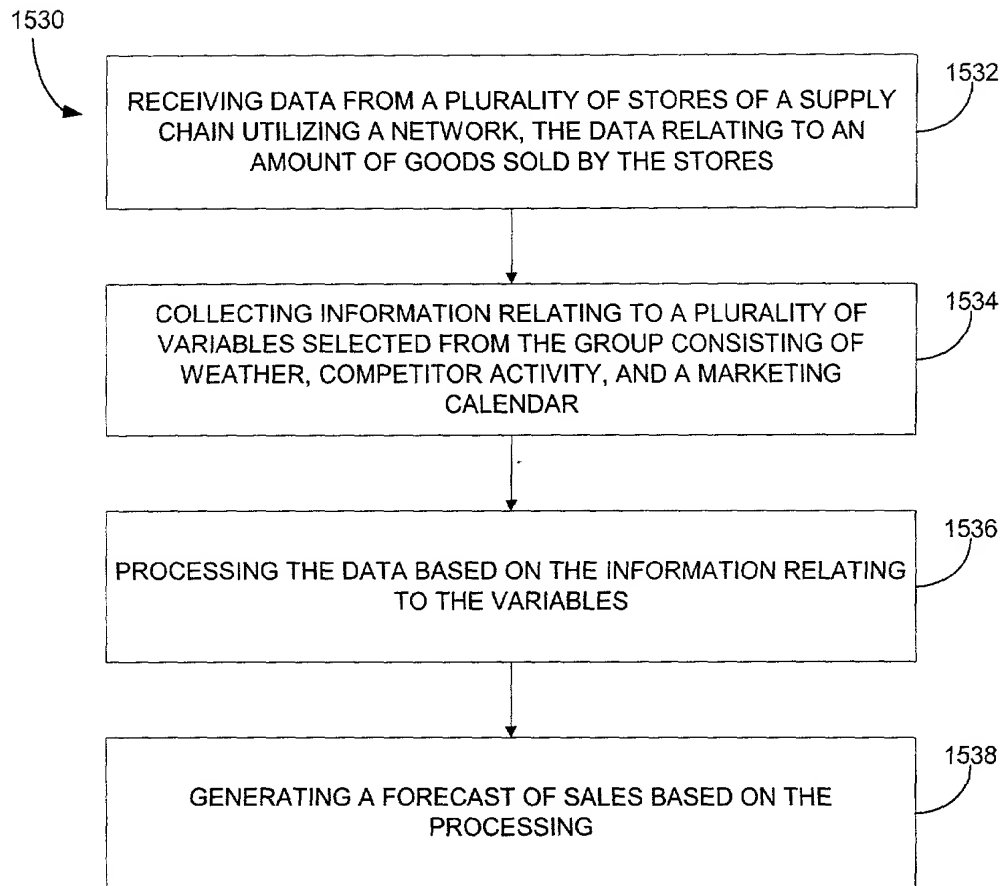 1530
1532
RECEIVING DATA FROM A PLURALITY OF STORES OF A SUPPLY
CHAIN UTILIZING A NETWORK, THE DATA RELATING TO AN
AMOUNT OF GOODS SOLD BY THE STORES
1534
COLLECTING INFORMATION RELATING TO A PLURALITY OF
VARIABLES SELECTED FROM THE GROUP CONSISTING OF
WEATHER, COMPETITOR ACTIVITY, AND A MARKETING
CALENDAR
1536
PROCESSING THE DATA BASED ON THE INFORMATION RELATING
TO THE VARIABLES
1538
GENERATING A FORECAST OF SALES BASED ON THE
PROCESSING